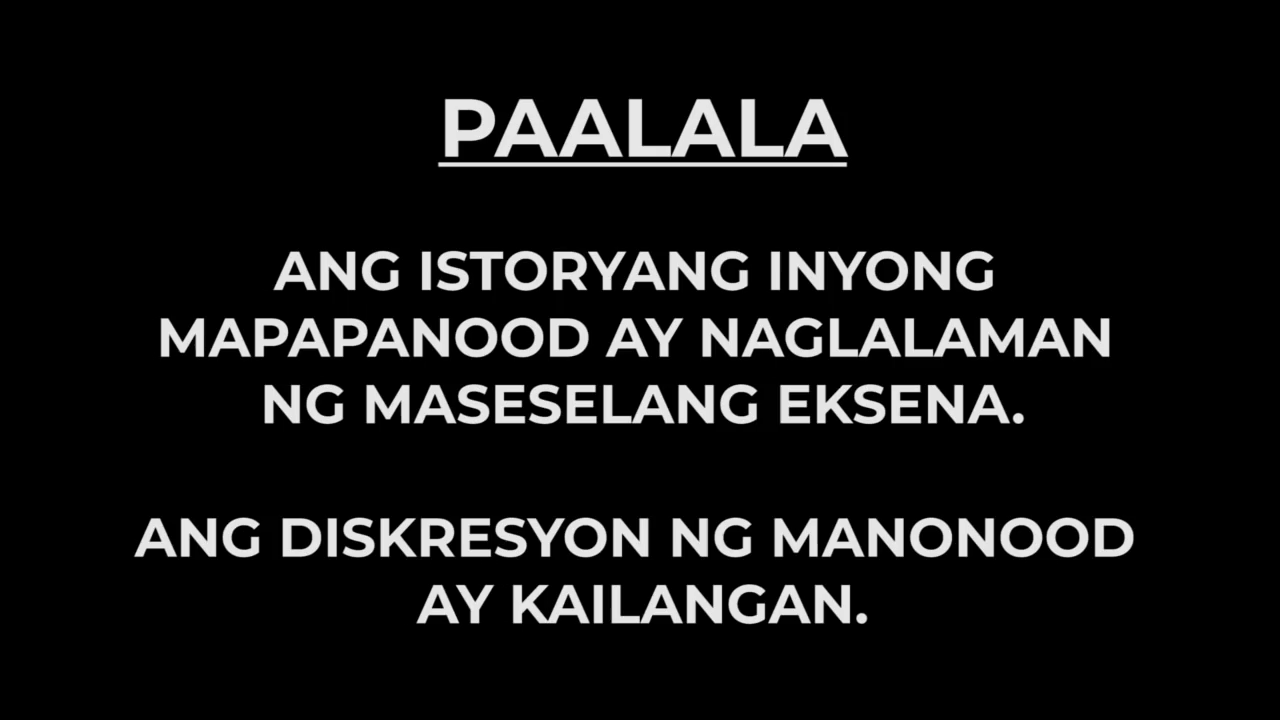 PAALALA
ANG ISTORYANG INYONG
MAPAPANOOD AY NAGLALAMAN
NG MASESELANG EKSENA.
ANG DISKRESYON NG MANONOOD
AY KAILANGAN.